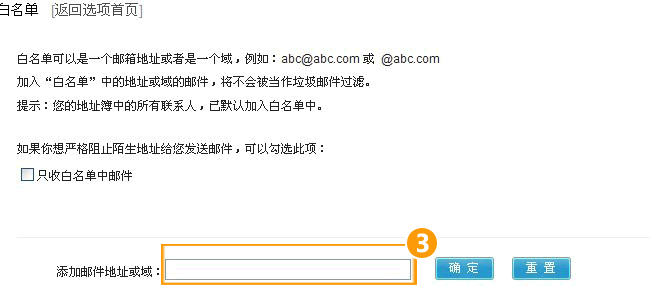 白名单 [返回选项首页]
白名单可以是一个邮箱地址或者是一个域，例如：abc@abc.com 或 @abc.com
加入“白名单”中的地址或域的邮件，将不会被当作垃圾邮件过滤。
提示：您的地址簿中的所有联系人，已默认加入白名单中。
如果你想严格阻止陌生地址给您发送邮件，可以勾选此项：
只收白名单中邮件
3
添加邮件地址或域： 确 定 重 置